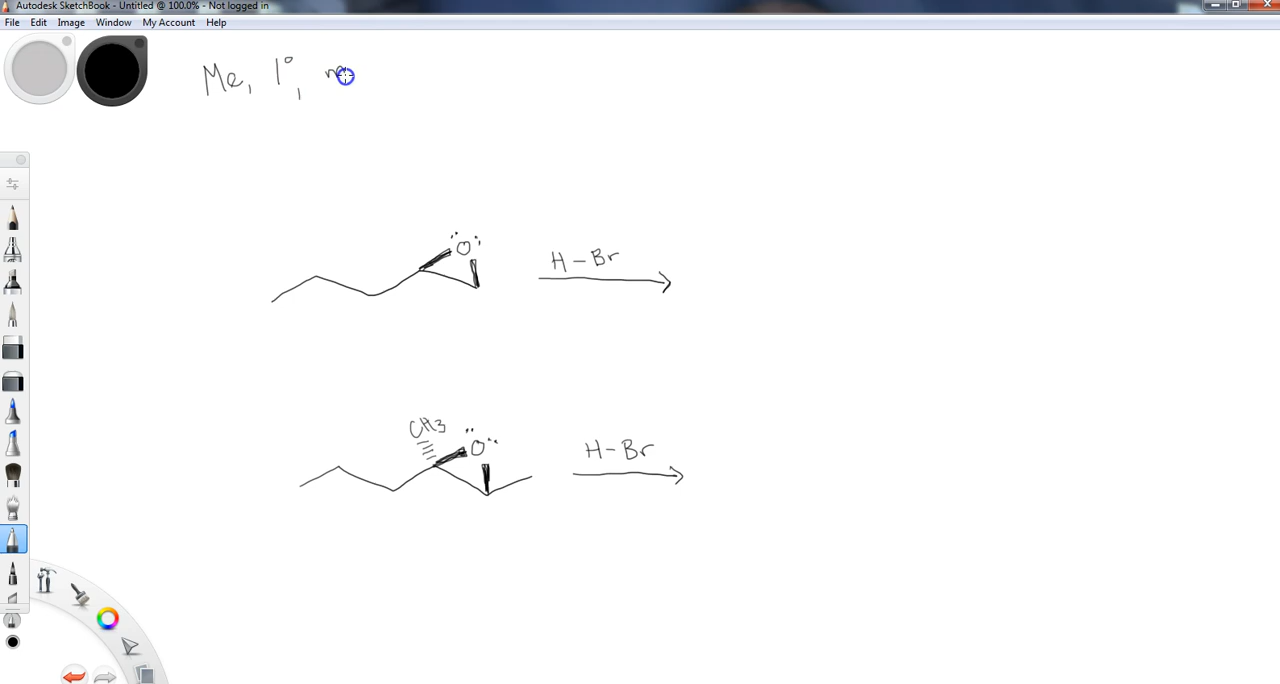 Autodesk SketchBook - Untitled @ 100.0% - Not logged in
File Edit Image Window My Account Help
Me, 1°,
:O:
H-Br
CH3
:O:
H-Br